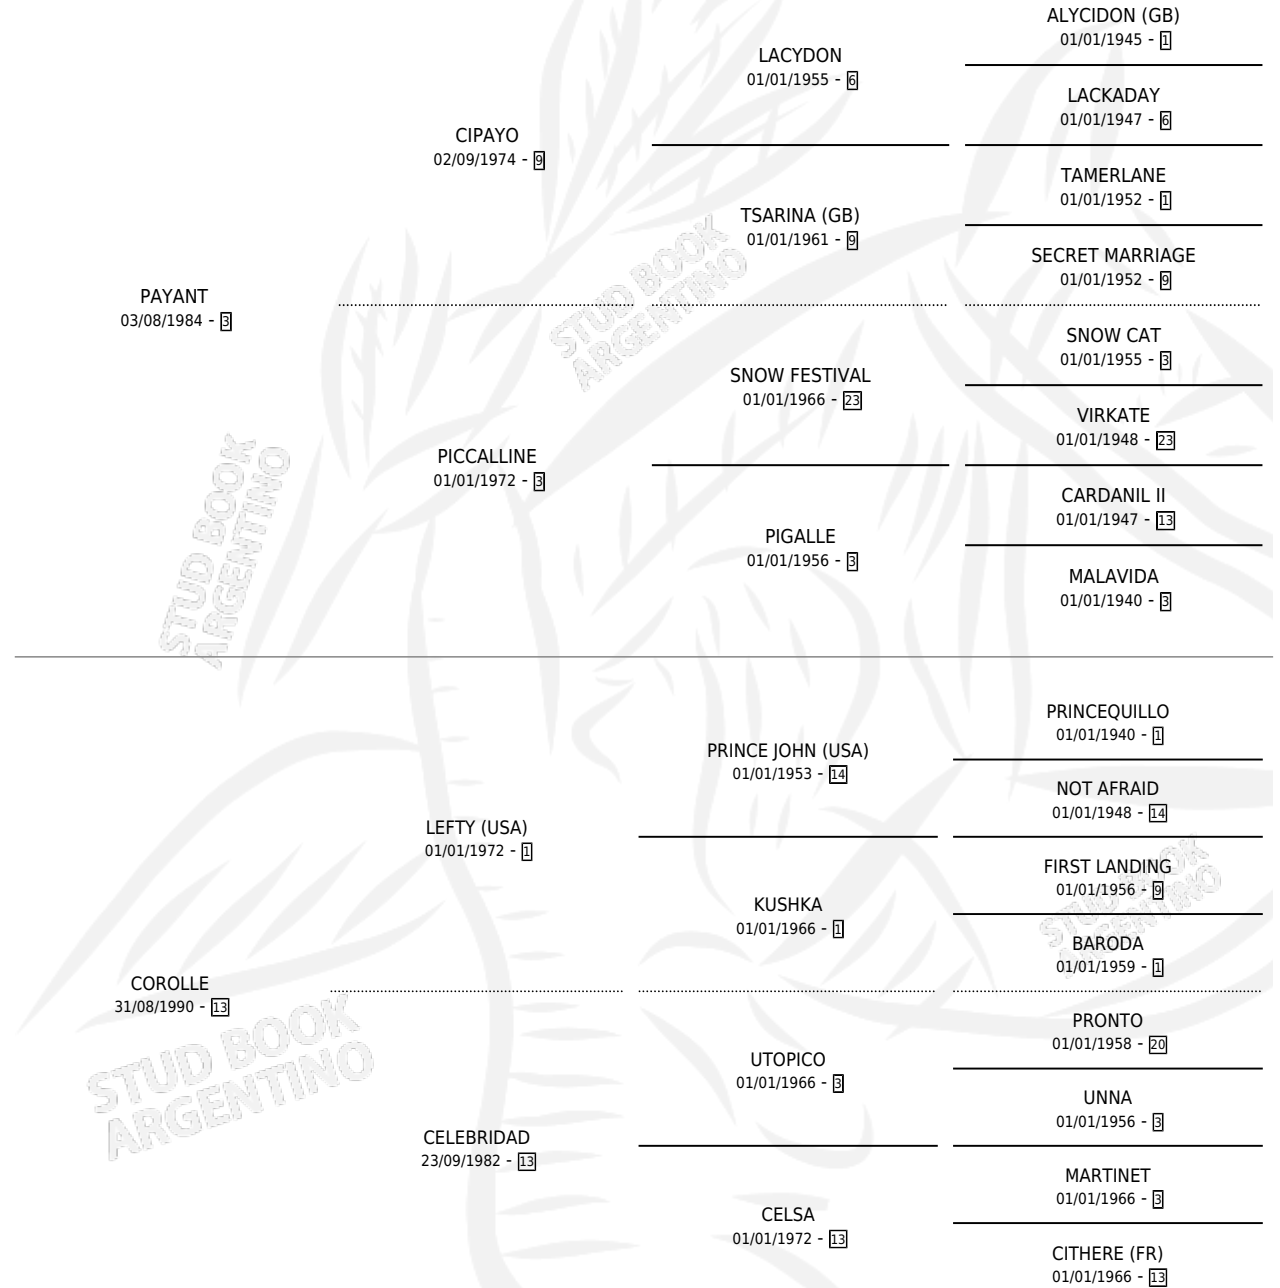 ALYCIDON (GB)
01/01/1945 - 1
LACYDON
01/01/1955 - 6
LACKADAY
01/01/1947 - 6
CIPAYO
02/09/1974 - 9
TAMERLANE
01/01/1952 - 1
TSARINA (GB)
01/01/1961 - 9
SECRET MARRIAGE
01/01/1952 - 9
PAYANT
03/08/1984 - 3
SNOW CAT
01/01/1955 - 3
SNOW FESTIVAL
01/01/1966 - 23
VIRKATE
01/01/1948 - 23
PICCALLINE
01/01/1972 - 3
CARDANIL II
01/01/1947 - 13
PIGALLE
01/01/1956 - 3
MALAVIDA
01/01/1940 - 3
PRINCEQUILLO
01/01/1940 - 1
PRINCE JOHN (USA)
01/01/1953 - 14
NOT AFRAID
01/01/1948 - 14
LEFTY (USA)
01/01/1972 - 1
FIRST LANDING
01/01/1956 - 9
KUSHKA
01/01/1966 - 1
BARODA
01/01/1959 - 1
COROLLE
31/08/1990 - 13
PRONTO
01/01/1958 - 20
UTOPICO
01/01/1966 - 3
UNNA
01/01/1956 - 3
CELEBRIDAD
23/09/1982 - 13
MARTINET
01/01/1966 - 3
CELSA
01/01/1972 - 13
CITHERE (FR)
01/01/1966 - 13
STUD BOOK
ARGENTINO
STUD BOOK
ARGENTINO
STUD BOOK
ARGENTINO
STUD BOOK
ARGENTINO